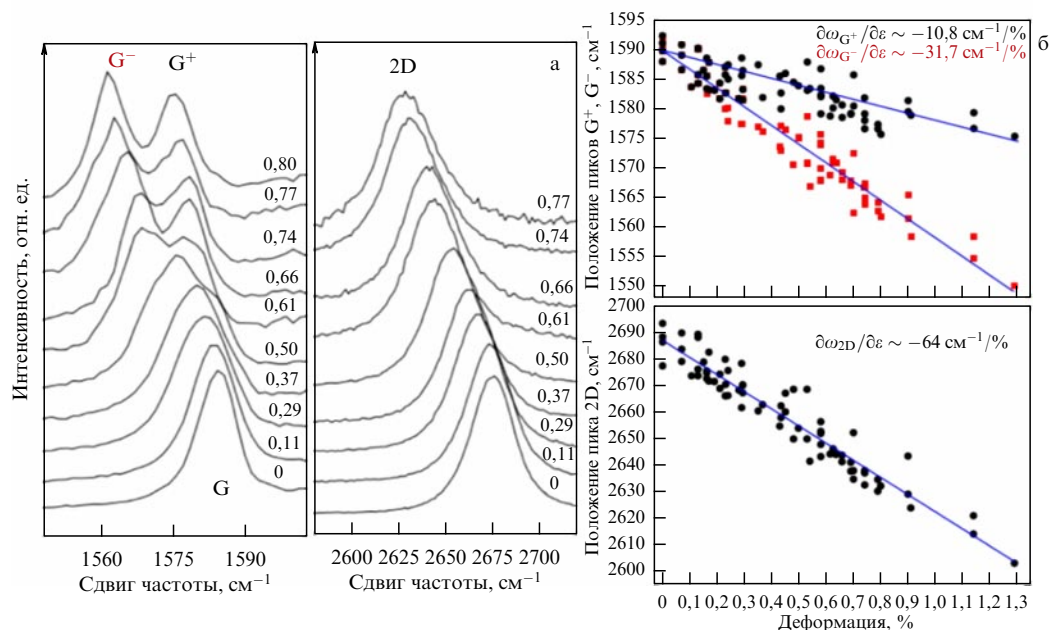 Интенсивность, отн. ед.
G⁻
G⁺
0,80
0,77
0,74
0,66
0,61
0,50
0,37
0,29
0,11
0
G
1560 1575 1590
Сдвиг частоты, см⁻¹
2D
а
0,77
0,74
0,66
0,61
0,50
0,37
0,29
0,11
0
2600 2625 2650 2675 2700
Сдвиг частоты, см⁻¹
б
Положение пиков G⁺, G⁻, см⁻¹
1595
1590
1585
1580
1575
1570
1565
1560
1555
1550
∂ω_G⁺/∂ε ~ −10,8 см⁻¹/%
∂ω_G⁻/∂ε ~ −31,7 см⁻¹/%
Положение пика 2D, см⁻¹
2700
2690
2680
2670
2660
2650
2640
2630
2620
2610
2600
∂ω_2D/∂ε ~ −64 см⁻¹/%
0 0,1 0,2 0,3 0,4 0,5 0,6 0,7 0,8 0,9 1,0 1,1 1,2 1,3
Деформация, %